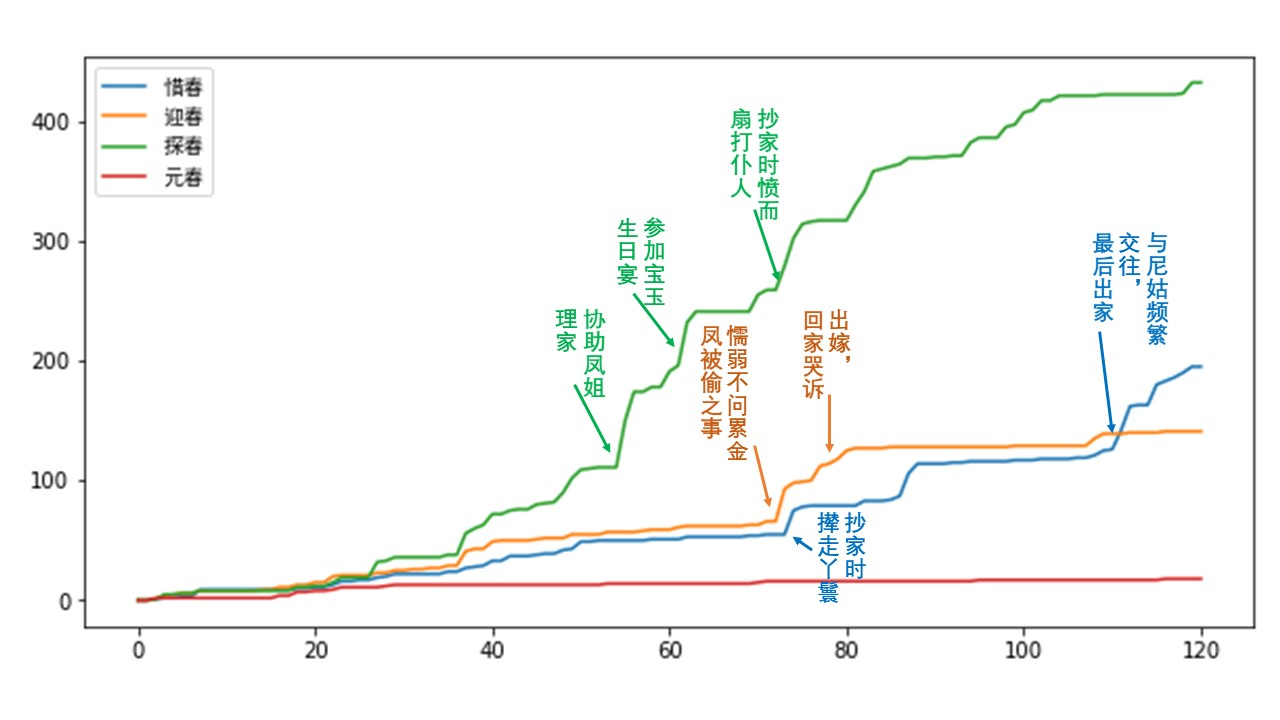 惜春
迎春
探春
元春
400
300
200
100
0
0
20
40
60
80
100
120
协助凤姐
理家
参加宝玉
生日宴
抄家时愤而
扇打仆人
懦弱不问累金
凤被偷之事
出嫁，
回家哭诉
抄家时
撵走丫鬟
与尼姑频繁
交往，
最后出家